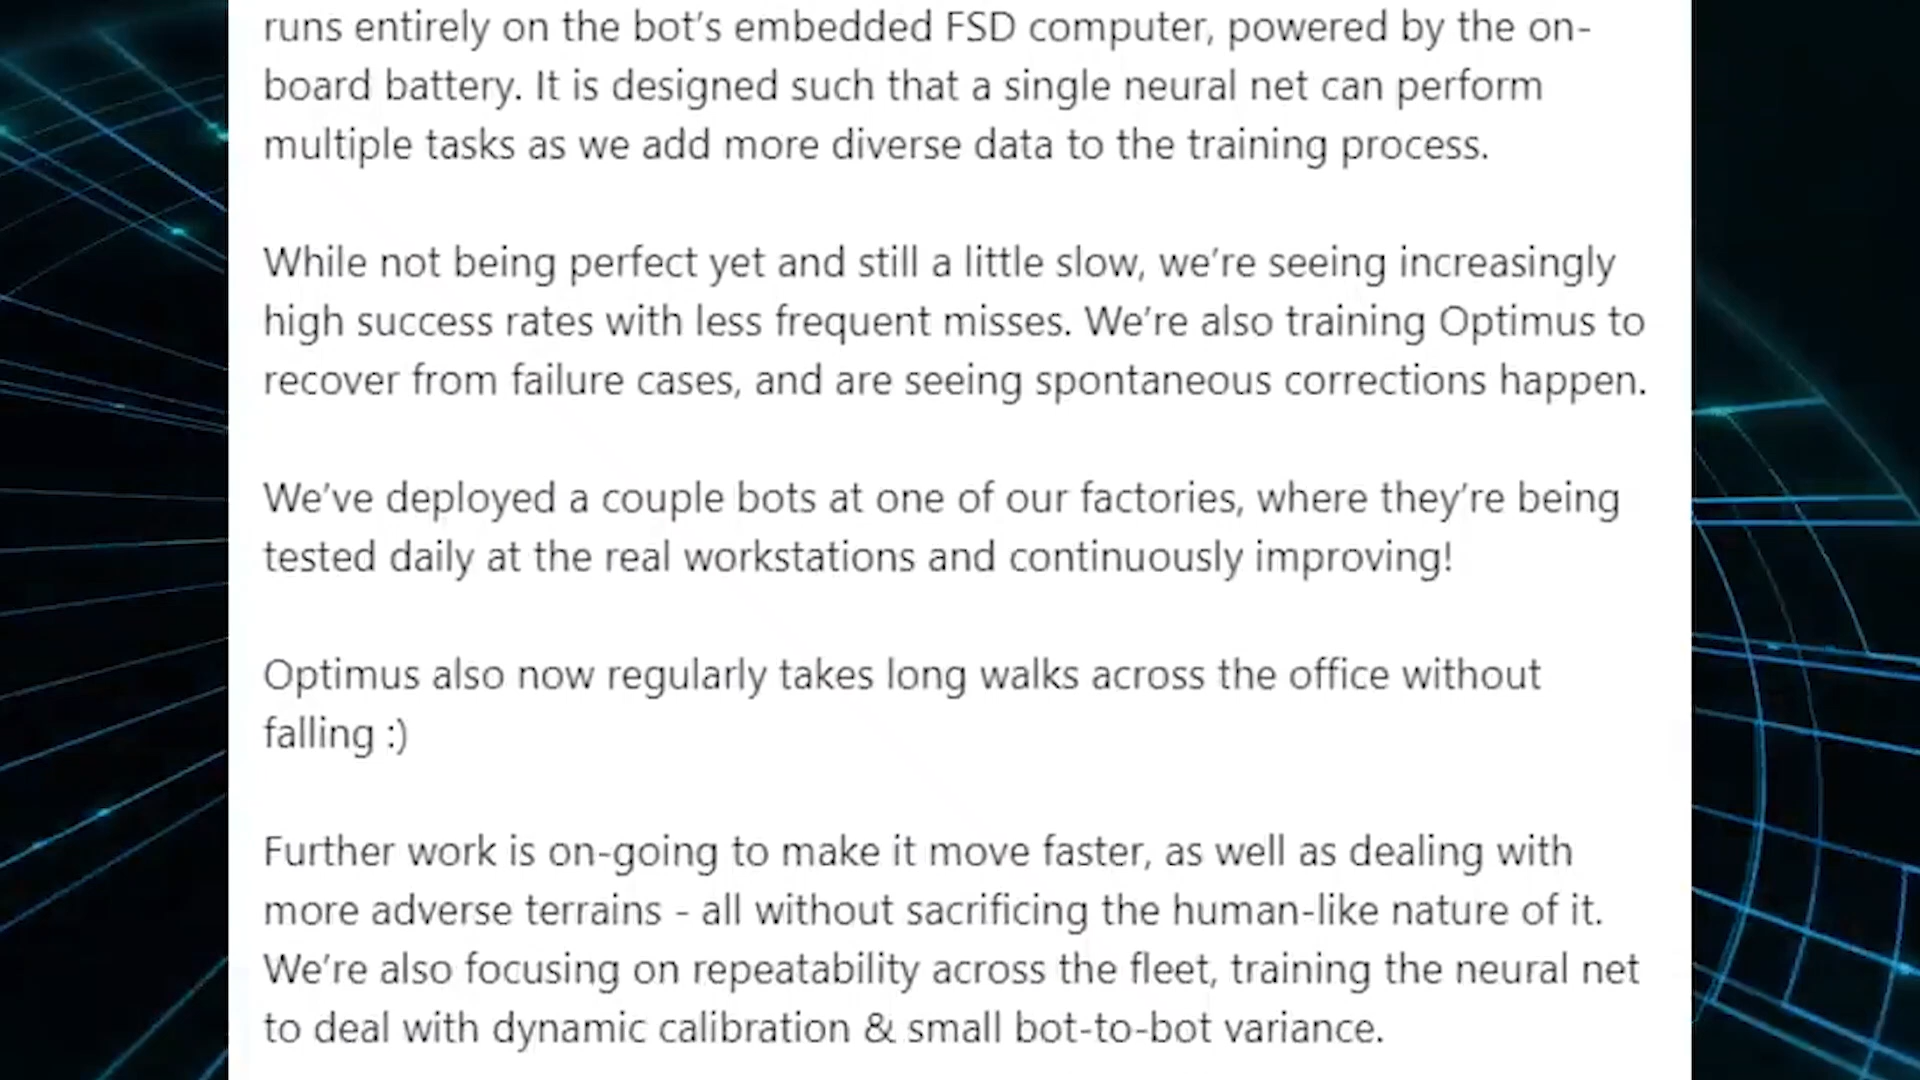 runs entirely on the bot’s embedded FSD computer, powered by the on-
board battery. It is designed such that a single neural net can perform
multiple tasks as we add more diverse data to the training process.
While not being perfect yet and still a little slow, we’re seeing increasingly
high success rates with less frequent misses. We’re also training Optimus to
recover from failure cases, and are seeing spontaneous corrections happen.
We’ve deployed a couple bots at one of our factories, where they’re being
tested daily at the real workstations and continuously improving!
Optimus also now regularly takes long walks across the office without
falling :)
Further work is on-going to make it move faster, as well as dealing with
more adverse terrains - all without sacrificing the human-like nature of it.
We’re also focusing on repeatability across the fleet, training the neural net
to deal with dynamic calibration & small bot-to-bot variance.